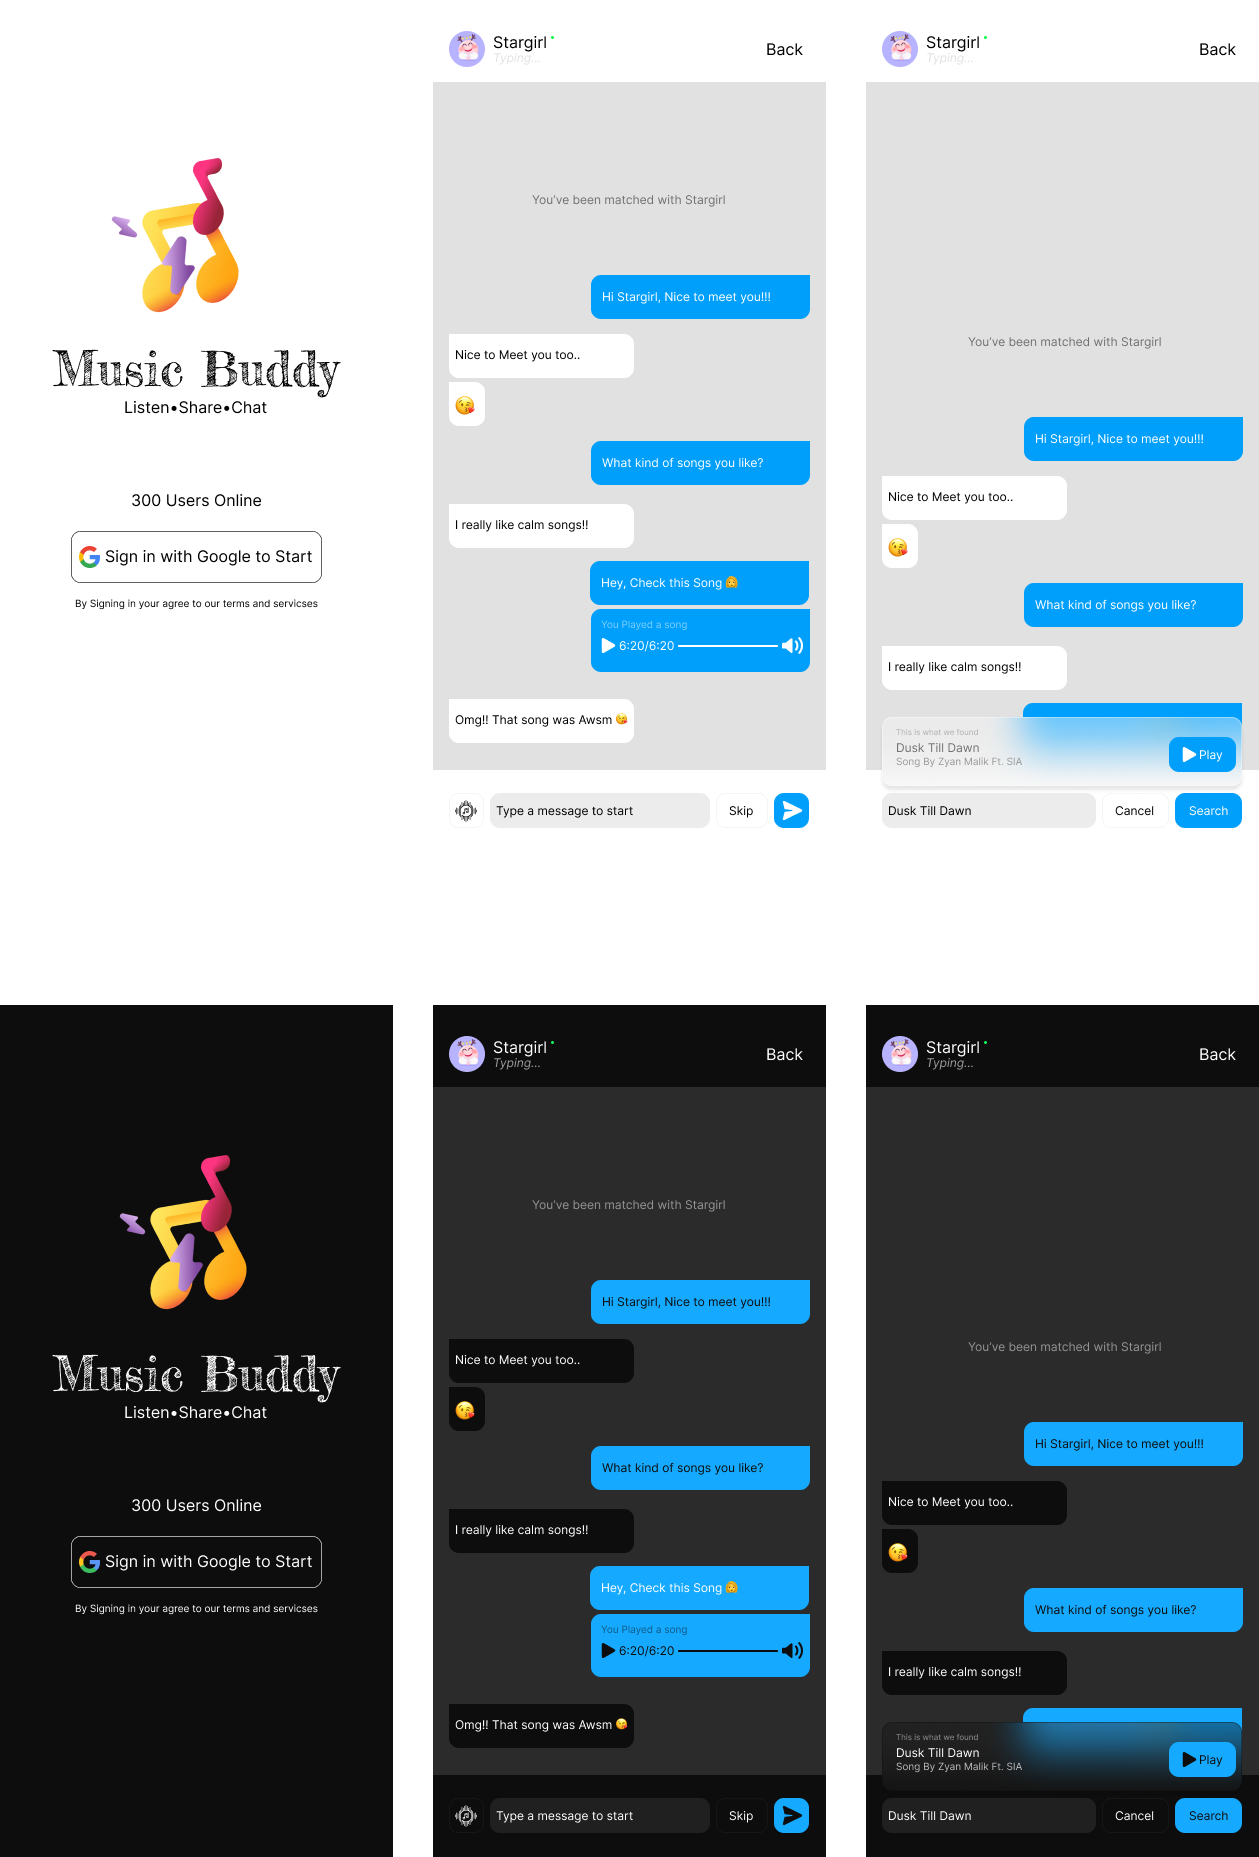 Music Buddy
Listen•Share•Chat
300 Users Online
Sign in with Google to Start
By Signing in your agree to our terms and servicses
Stargirl
Typing...
Back
You've been matched with Stargirl
Hi Stargirl, Nice to meet you!!!
Nice to Meet you too..
What kind of songs you like?
I really like calm songs!!
Hey, Check this Song
You Played a song
6:20/6:20
Omg!! That song was Awsm
Type a message to start
Skip
Stargirl
Typing...
Back
You've been matched with Stargirl
Hi Stargirl, Nice to meet you!!!
Nice to Meet you too..
What kind of songs you like?
I really like calm songs!!
This is what we found
Dusk Till Dawn
Song By Zyan Malik Ft. SIA
Play
Dusk Till Dawn
Cancel
Search
Music Buddy
Listen•Share•Chat
300 Users Online
Sign in with Google to Start
By Signing in your agree to our terms and servicses
Stargirl
Typing...
Back
You've been matched with Stargirl
Hi Stargirl, Nice to meet you!!!
Nice to Meet you too..
What kind of songs you like?
I really like calm songs!!
Hey, Check this Song
You Played a song
6:20/6:20
Omg!! That song was Awsm
Type a message to start
Skip
Stargirl
Typing...
Back
You've been matched with Stargirl
Hi Stargirl, Nice to meet you!!!
Nice to Meet you too..
What kind of songs you like?
I really like calm songs!!
This is what we found
Dusk Till Dawn
Song By Zyan Malik Ft. SIA
Play
Dusk Till Dawn
Cancel
Search